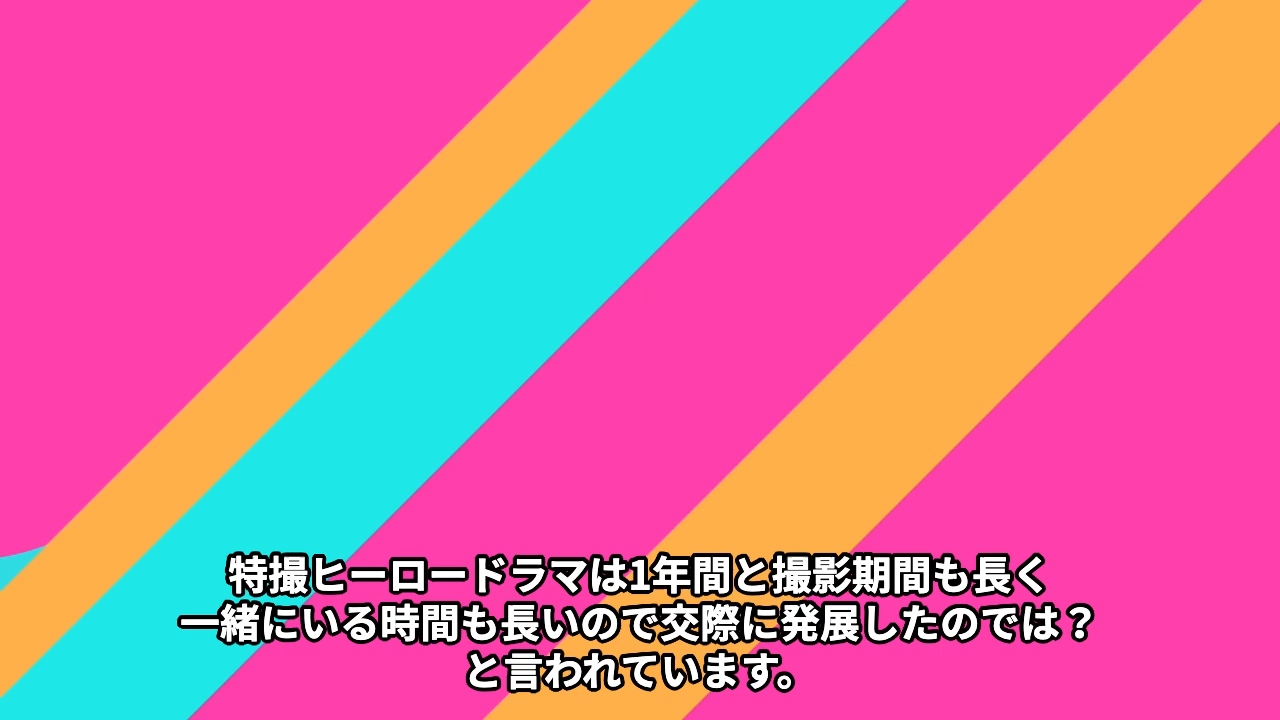 特撮ヒーロードラマは1年間と撮影期間も長く
一緒にいる時間も長いので交際に発展したのでは？
と言われています。